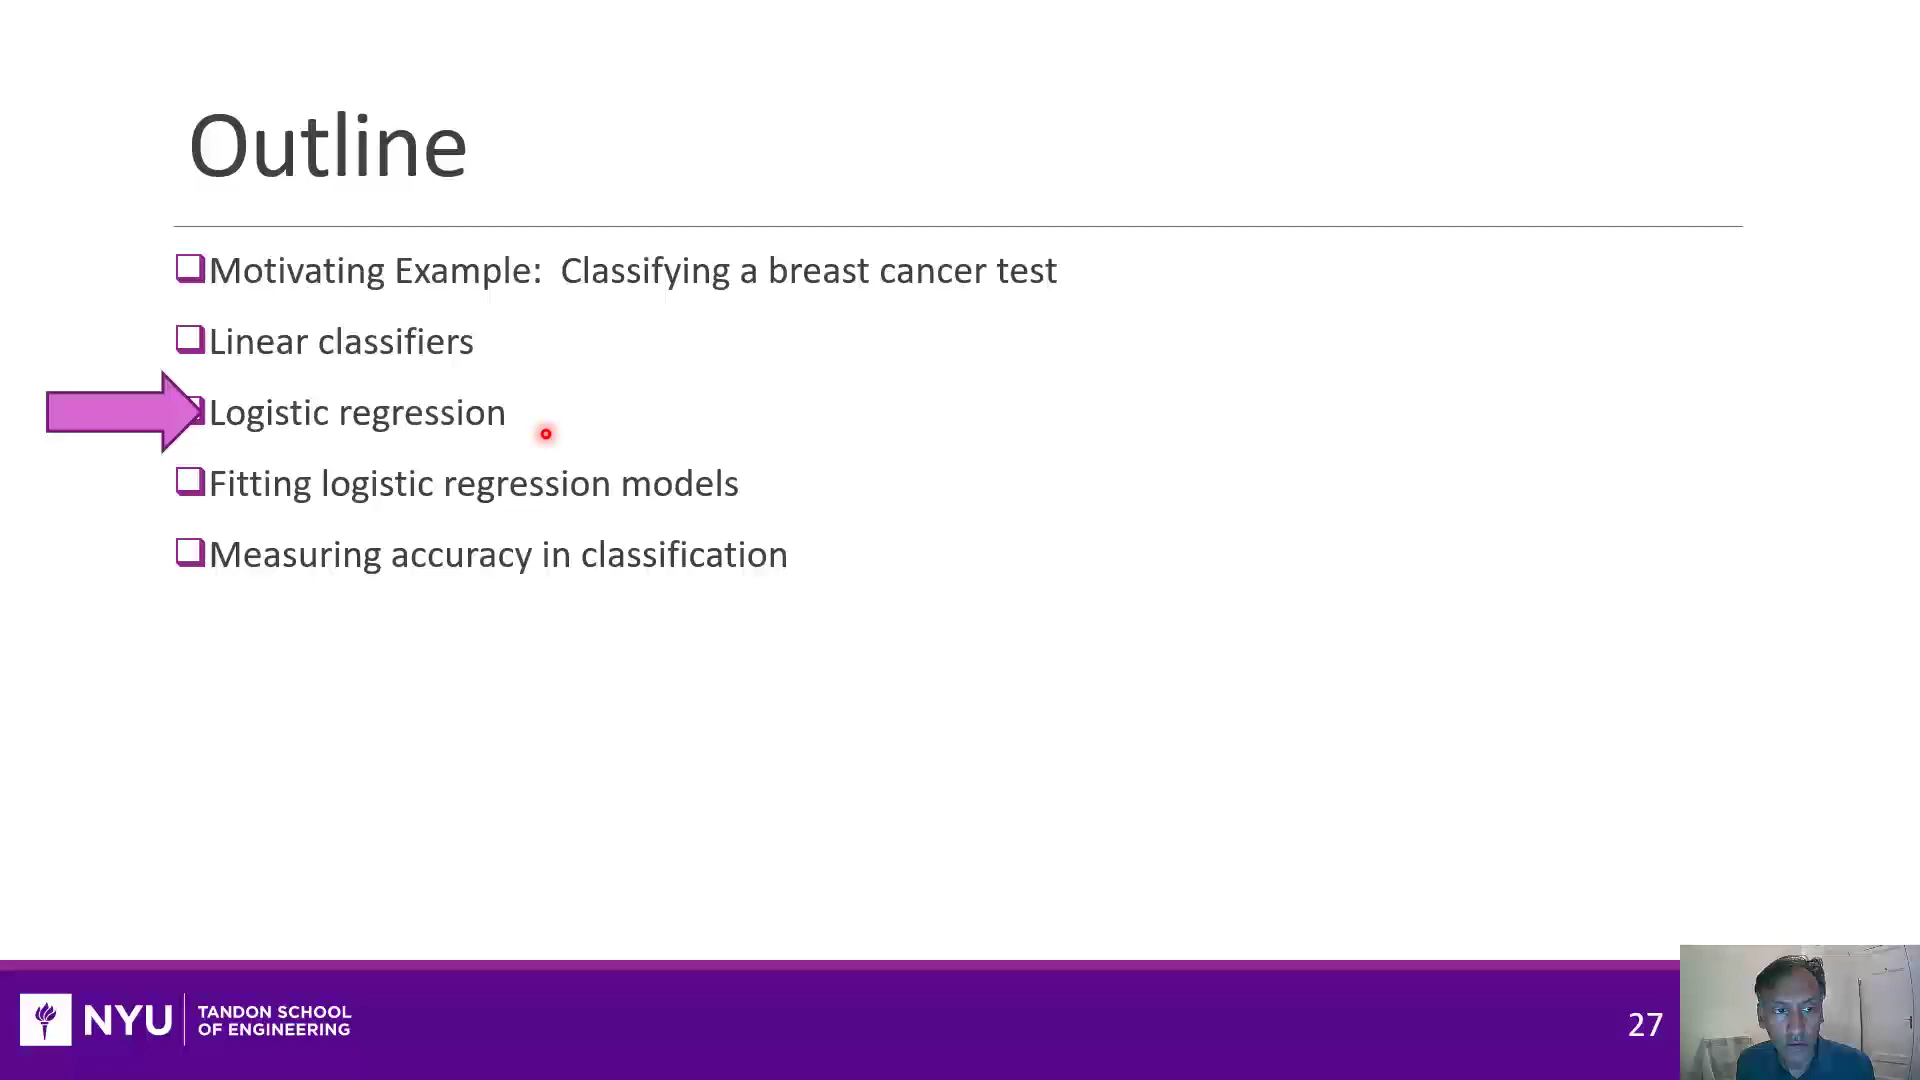 Outline
Motivating Example: Classifying a breast cancer test
Linear classifiers
Logistic regression
Fitting logistic regression models
Measuring accuracy in classification
NYU
TANDON SCHOOL
OF ENGINEERING
27